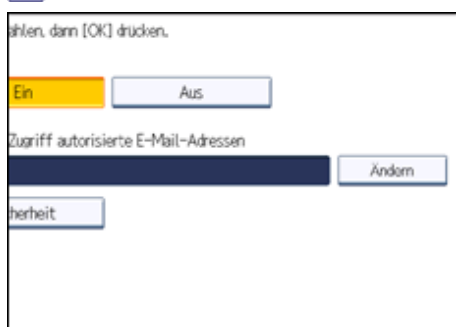 ählen, dann [OK] drücken.
Ein Aus
Zugriff autorisierte E-Mail-Adressen
Ändern
herheit